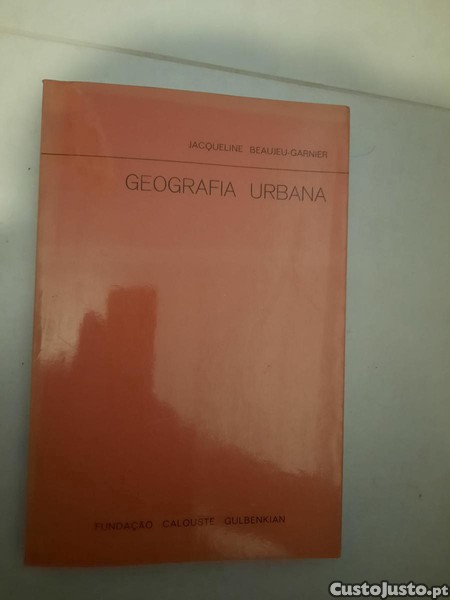 JACQUELINE BEAUJEU-GARNIER
GEOGRAFIA URBANA
FUNDAÇÃO CALOUSTE GULBENKIAN
CustoJusto.pt